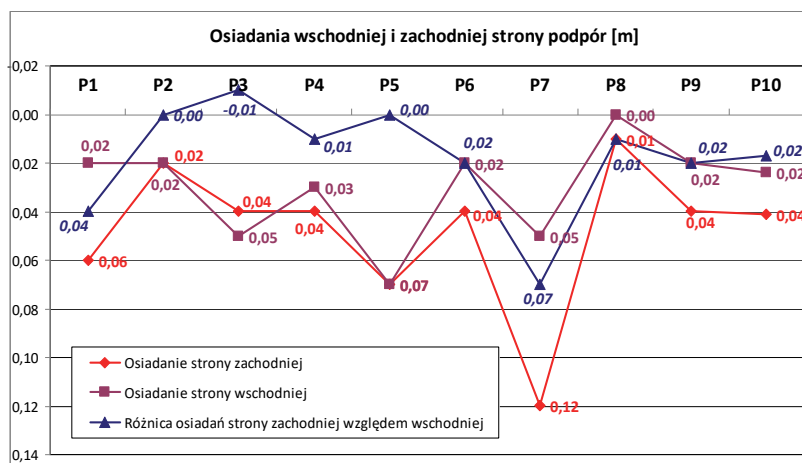 Osiadania wschodniej i zachodniej strony podpór [m]
-0,02
P1 P2 P3 P4 P5 P6 P7 P8 P9 P10
0,00
0,00 -0,01 0,00 0,00
0,02 0,02 0,01 0,02 0,01 0,02 0,02
0,02
0,02 0,03 0,02 0,01 0,02 0,02
0,04
0,04 0,04 0,04 0,04 0,04 0,04
0,05 0,05
0,06
0,06
0,07 0,07
0,08
0,10
0,12
0,12
0,14
Osiadanie strony zachodniej
Osiadanie strony wschodniej
Różnica osiadań strony zachodniej względem wschodniej